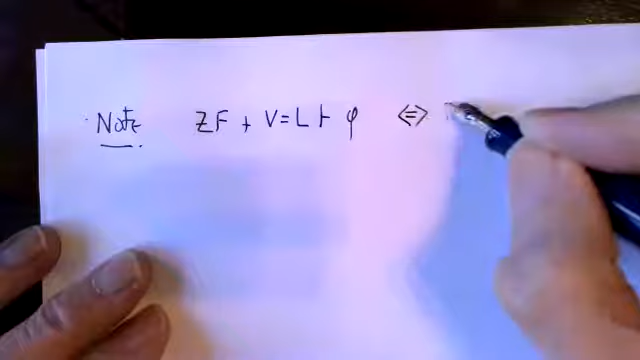 Note. ZF + V=L ⊢ φ ⇔